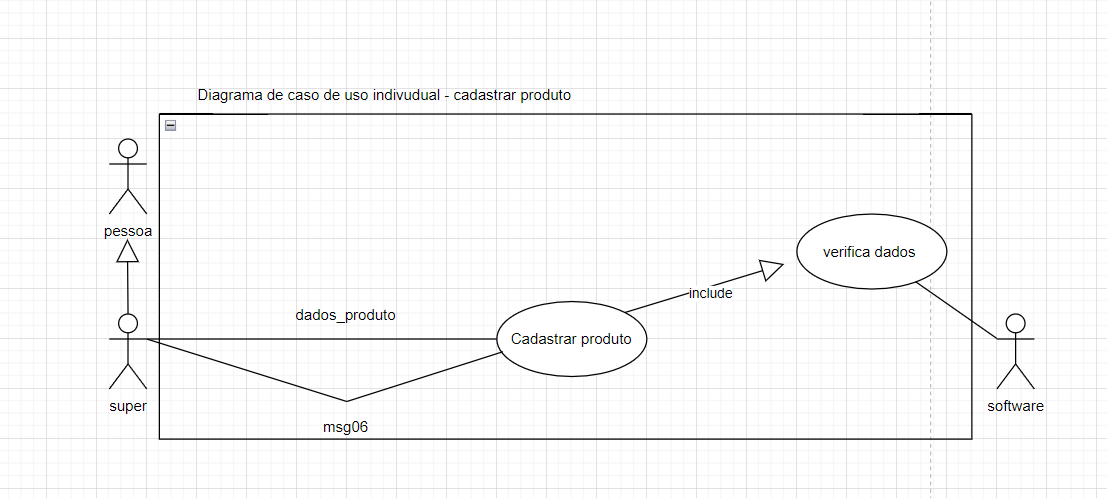 Diagrama de caso de uso indivudual - cadastrar produto
pessoa
verifica dados
include
dados_produto
Cadastrar produto
super
software
msg06